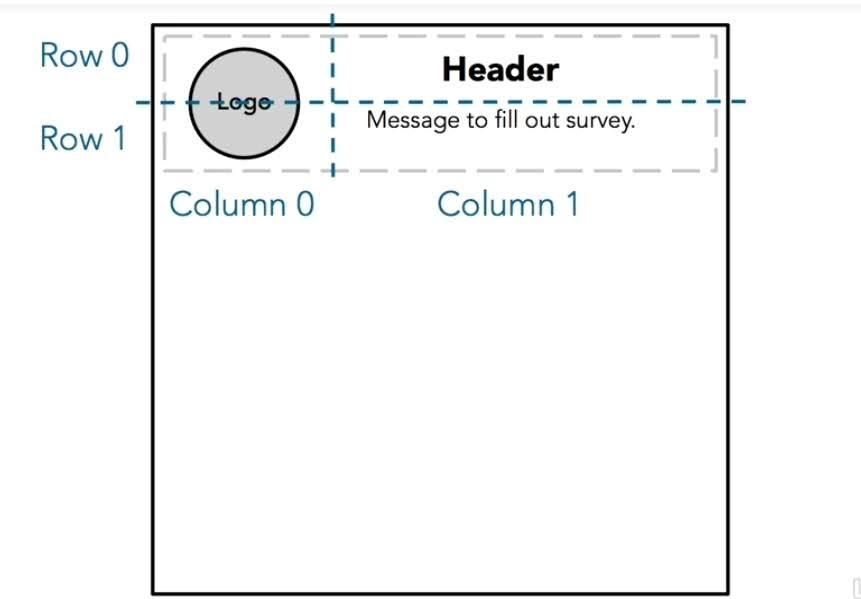 Row 0
Header
Logo
Message to fill out survey.
Row 1
Column 0
Column 1